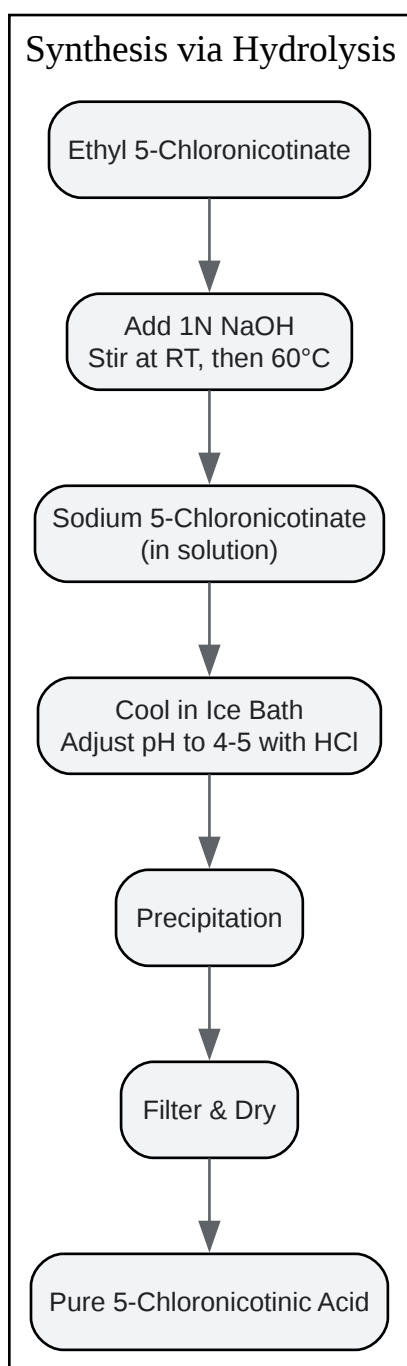 Synthesis via Hydrolysis
Ethyl 5-Chloronicotinate
Add 1N NaOH
Stir at RT, then 60°C
Sodium 5-Chloronicotinate
(in solution)
Cool in Ice Bath
Adjust pH to 4-5 with HCl
Precipitation
Filter & Dry
Pure 5-Chloronicotinic Acid